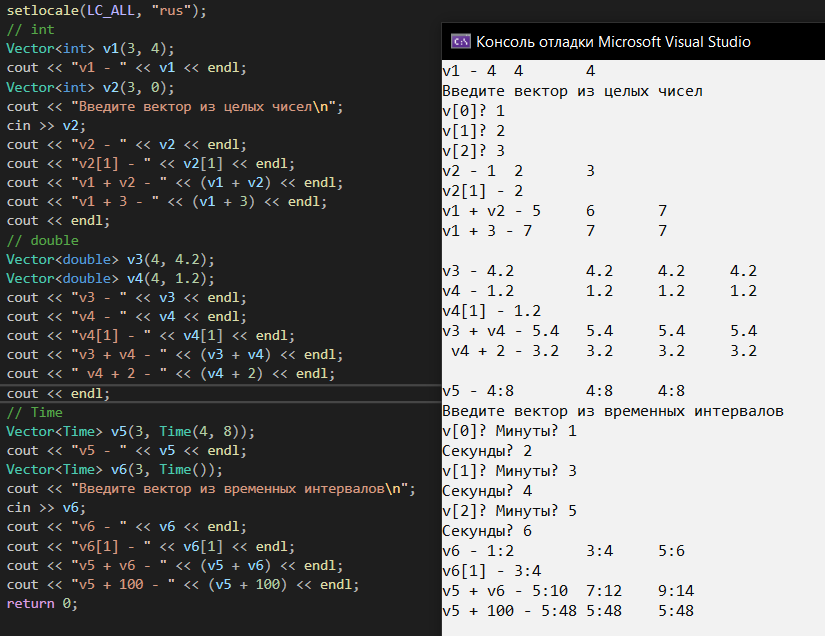 setlocale(LC_ALL, "rus");
// int
Vector<int> v1(3, 4);
cout << "v1 - " << v1 << endl;
Vector<int> v2(3, 0);
cout << "Введите вектор из целых чисел\n";
cin >> v2;
cout << "v2 - " << v2 << endl;
cout << "v2[1] - " << v2[1] << endl;
cout << "v1 + v2 - " << (v1 + v2) << endl;
cout << "v1 + 3 - " << (v1 + 3) << endl;
cout << endl;
// double
Vector<double> v3(4, 4.2);
Vector<double> v4(4, 1.2);
cout << "v3 - " << v3 << endl;
cout << "v4 - " << v4 << endl;
cout << "v4[1] - " << v4[1] << endl;
cout << "v3 + v4 - " << (v3 + v4) << endl;
cout << " v4 + 2 - " << (v4 + 2) << endl;
cout << endl;
// Time
Vector<Time> v5(3, Time(4, 8));
cout << "v5 - " << v5 << endl;
Vector<Time> v6(3, Time());
cout << "Введите вектор из временных интервалов\n";
cin >> v6;
cout << "v6 - " << v6 << endl;
cout << "v6[1] - " << v6[1] << endl;
cout << "v5 + v6 - " << (v5 + v6) << endl;
cout << "v5 + 100 - " << (v5 + 100) << endl;
return 0;
C:\ Консоль отладки Microsoft Visual Studio
v1 - 4 4 4
Введите вектор из целых чисел
v[0]? 1
v[1]? 2
v[2]? 3
v2 - 1 2 3
v2[1] - 2
v1 + v2 - 5 6 7
v1 + 3 - 7 7 7
v3 - 4.2 4.2 4.2 4.2
v4 - 1.2 1.2 1.2 1.2
v4[1] - 1.2
v3 + v4 - 5.4 5.4 5.4 5.4
v4 + 2 - 3.2 3.2 3.2 3.2
v5 - 4:8 4:8 4:8
Введите вектор из временных интервалов
v[0]? Минуты? 1
Секунды? 2
v[1]? Минуты? 3
Секунды? 4
v[2]? Минуты? 5
Секунды? 6
v6 - 1:2 3:4 5:6
v6[1] - 3:4
v5 + v6 - 5:10 7:12 9:14
v5 + 100 - 5:48 5:48 5:48